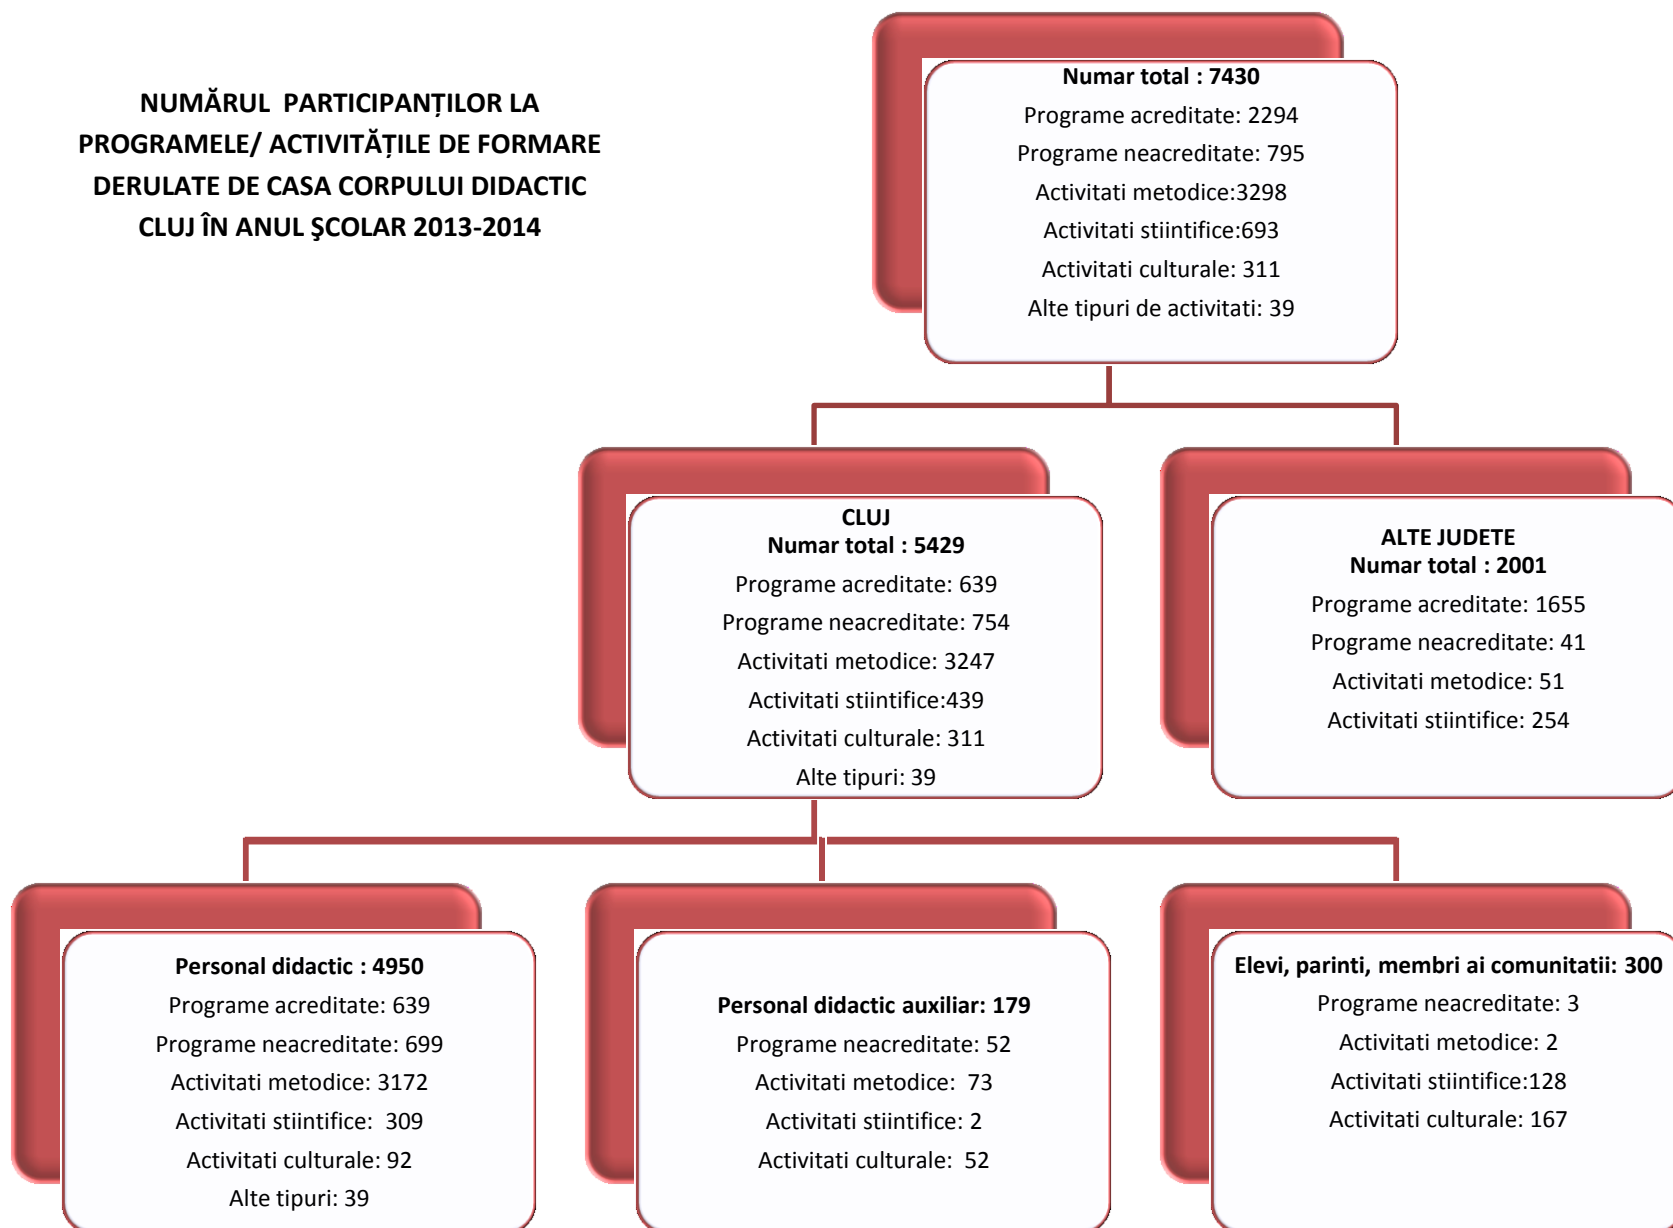 NUMĂRUL PARTICIPANȚILOR LA
PROGRAMELE/ ACTIVITĂȚILE DE FORMARE
DERULATE DE CASA CORPULUI DIDACTIC
CLUJ ÎN ANUL ŞCOLAR 2013-2014
Numar total : 7430
Programe acreditate: 2294
Programe neacreditate: 795
Activitati metodice:3298
Activitati stiintifice:693
Activitati culturale: 311
Alte tipuri de activitati: 39
CLUJ
Numar total : 5429
Programe acreditate: 639
Programe neacreditate: 754
Activitati metodice: 3247
Activitati stiintifice:439
Activitati culturale: 311
Alte tipuri: 39
ALTE JUDETE
Numar total : 2001
Programe acreditate: 1655
Programe neacreditate: 41
Activitati metodice: 51
Activitati stiintifice: 254
Personal didactic : 4950
Programe acreditate: 639
Programe neacreditate: 699
Activitati metodice: 3172
Activitati stiintifice: 309
Activitati culturale: 92
Alte tipuri: 39
Personal didactic auxiliar: 179
Programe neacreditate: 52
Activitati metodice: 73
Activitati stiintifice: 2
Activitati culturale: 52
Elevi, parinti, membri ai comunitatii: 300
Programe neacreditate: 3
Activitati metodice: 2
Activitati stiintifice:128
Activitati culturale: 167